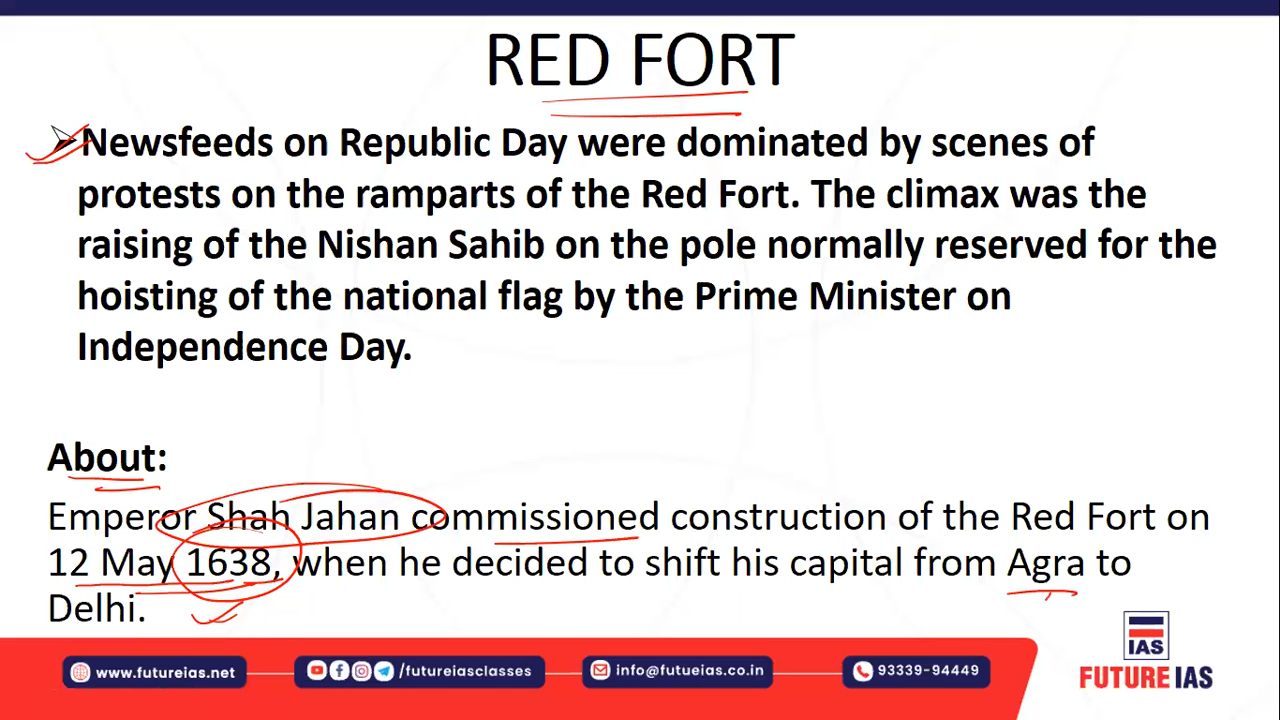 RED FORT
Newsfeeds on Republic Day were dominated by scenes of
protests on the ramparts of the Red Fort. The climax was the
raising of the Nishan Sahib on the pole normally reserved for the
hoisting of the national flag by the Prime Minister on
Independence Day.
About:
Emperor Shah Jahan commissioned construction of the Red Fort on
12 May 1638, when he decided to shift his capital from Agra to
Delhi.
www.futureias.net
/futureiasclasses
info@futueias.co.in
93339-94449
IAS
FUTURE IAS